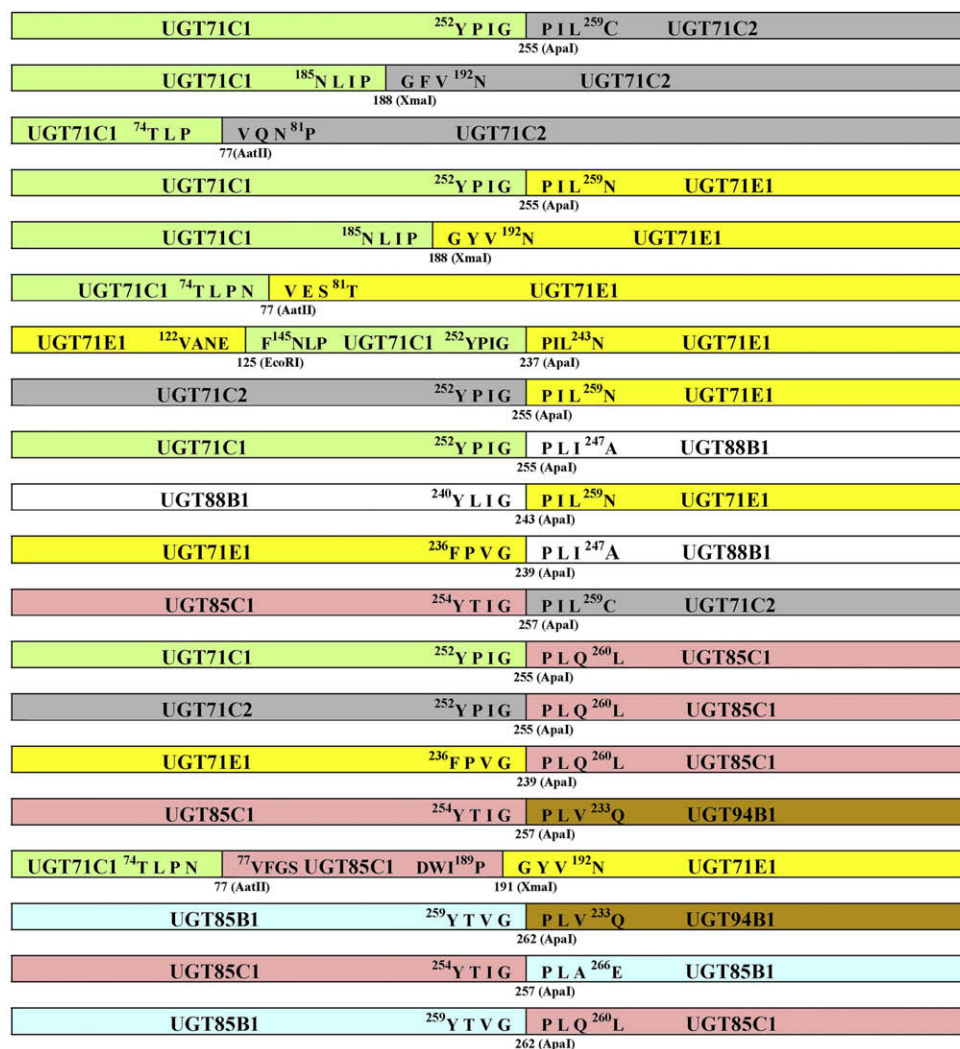 UGT71C1 ²⁵²Y P I G P I L ²⁵⁹C UGT71C2
255 (ApaI)
UGT71C1 ¹⁸⁵N L I P G F V ¹⁹²N UGT71C2
188 (XmaI)
UGT71C1 ⁷⁴T L P V Q N ⁸¹P UGT71C2
77(AatII)
UGT71C1 ²⁵²Y P I G P I L ²⁵⁹N UGT71E1
255 (ApaI)
UGT71C1 ¹⁸⁵N L I P G Y V ¹⁹²N UGT71E1
188 (XmaI)
UGT71C1 ⁷⁴T L P N V E S ⁸¹T UGT71E1
77 (AatII)
UGT71E1 ¹²²VANE F¹⁴⁵NLP UGT71C1 ²⁵²YPIG PIL²⁴³N UGT71E1
125 (EcoRI) 237 (ApaI)
UGT71C2 ²⁵²Y P I G P I L ²⁵⁹N UGT71E1
255 (ApaI)
UGT71C1 ²⁵²Y P I G P L I ²⁴⁷A UGT88B1
255 (ApaI)
UGT88B1 ²⁴⁰Y L I G P I L ²⁵⁹N UGT71E1
243 (ApaI)
UGT71E1 ²³⁶F P V G P L I ²⁴⁷A UGT88B1
239 (ApaI)
UGT85C1 ²⁵⁴Y T I G P I L ²⁵⁹C UGT71C2
257 (ApaI)
UGT71C1 ²⁵²Y P I G P L Q ²⁶⁰L UGT85C1
255 (ApaI)
UGT71C2 ²⁵²Y P I G P L Q ²⁶⁰L UGT85C1
255 (ApaI)
UGT71E1 ²³⁶F P V G P L Q ²⁶⁰L UGT85C1
239 (ApaI)
UGT85C1 ²⁵⁴Y T I G P L V ²³³Q UGT94B1
257 (ApaI)
UGT71C1 ⁷⁴T L P N ⁷⁷VFGS UGT85C1 DWI¹⁸⁹P G Y V ¹⁹²N UGT71E1
77 (AatII) 191 (XmaI)
UGT85B1 ²⁵⁹Y T V G P L V ²³³Q UGT94B1
262 (ApaI)
UGT85C1 ²⁵⁴Y T I G P L A ²⁶⁶E UGT85B1
257 (ApaI)
UGT85B1 ²⁵⁹Y T V G P L Q ²⁶⁰L UGT85C1
262 (ApaI)